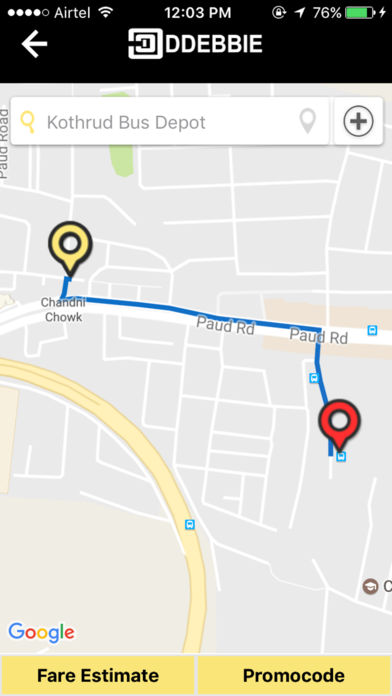 Airtel 12:03 PM 76%
DDEBBIE
Paud Road
Kothrud Bus Depot
Chandni
Chowk
Paud Rd
Paud Rd
C
Google
Fare Estimate
Promocode